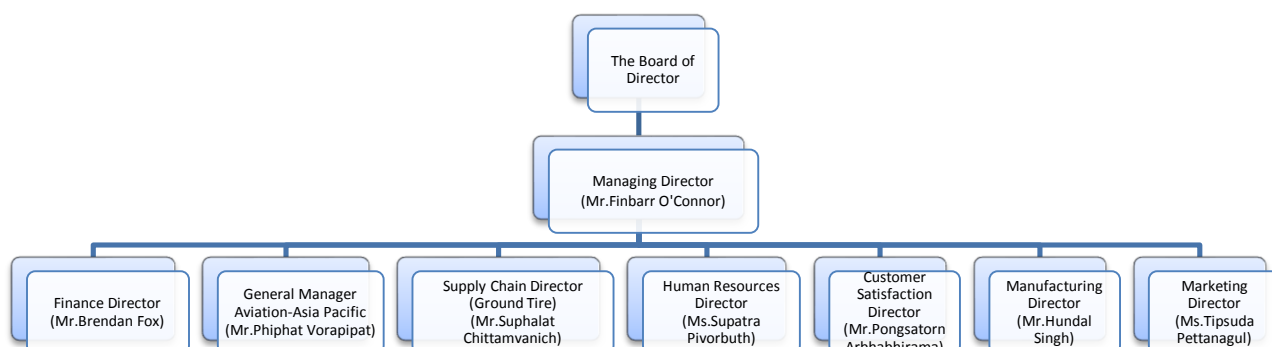 The Board of
Director
Managing Director
(Mr.Finbarr O'Connor)
Finance Director
(Mr.Brendan Fox)
General Manager
Aviation-Asia Pacific
(Mr.Phiphat Vorapipat)
Supply Chain Director
(Ground Tire)
(Mr.Suphalat
Chittamvanich)
Human Resources
Director
(Ms.Supatra
Pivorbuth)
Customer
Satisfaction
Director
(Mr.Pongsatorn
Arbhabhirama)
Manufacturing
Director
(Mr.Hundal
Singh)
Marketing
Director
(Ms.Tipsuda
Pettanagul)